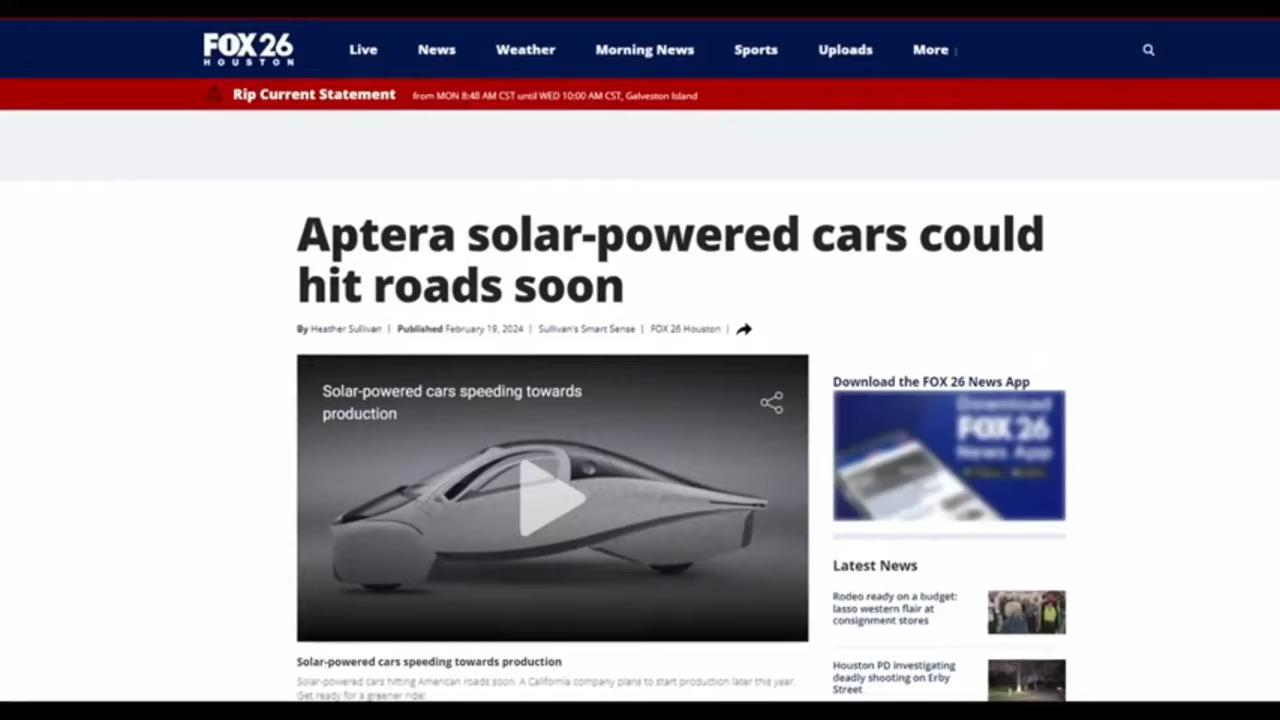 FOX 26
HOUSTON
Live News Weather Morning News Sports Uploads More
Rip Current Statement from MON 8:48 AM CST until WED 10:00 AM CST, Galveston Island
Aptera solar-powered cars could
hit roads soon
By Heather Sullivan | Published February 19, 2024 | Sullivan's Smart Sense | FOX 26 Houston |
Solar-powered cars speeding towards
production
Download the FOX 26 News App
Download
FOX 26
News App
Latest News
Rodeo ready on a budget:
lasso western flair at
consignment stores
Houston PD investigating
deadly shooting on Erby
Street
Solar-powered cars speeding towards production
Solar-powered cars hitting American roads soon. A California company plans to start production later this year.
Get ready for a greener ride!